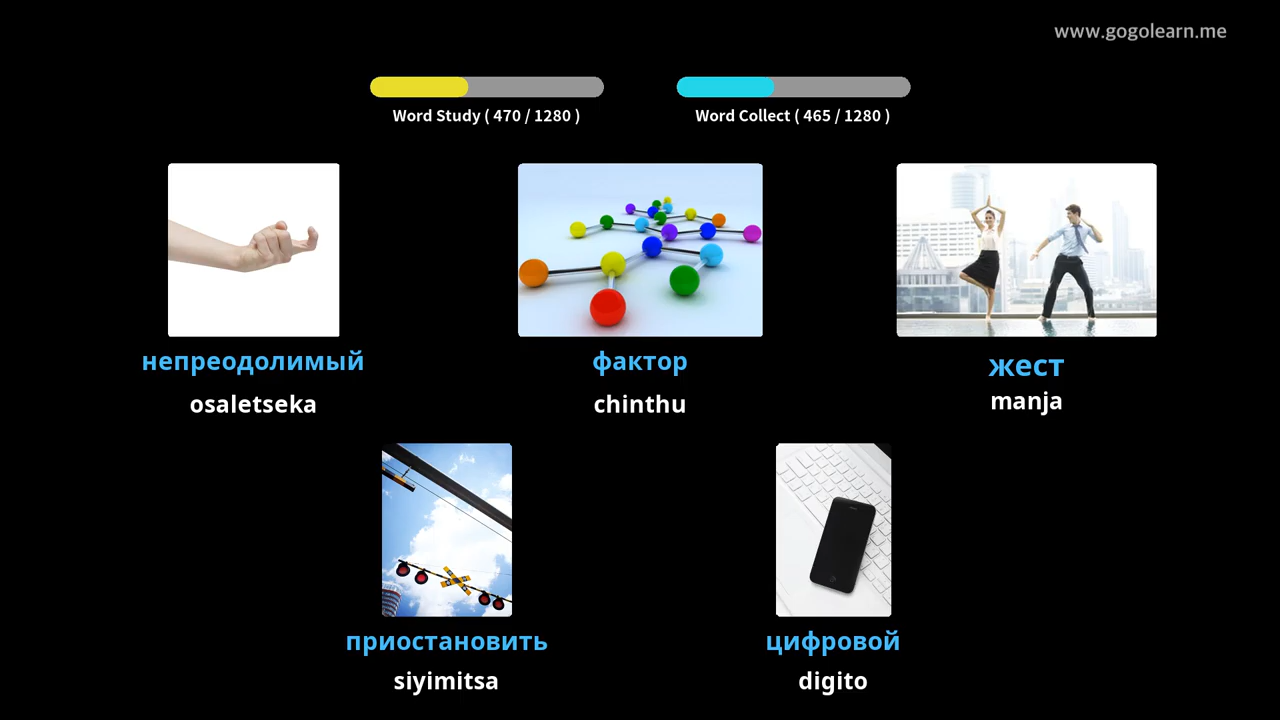 www.gogolearn.me
Word Study ( 470 / 1280 )
Word Collect ( 465 / 1280 )
непреодолимый
osaletseka
фактор
chinthu
жест
manja
приостановить
siyimitsa
цифровой
digito